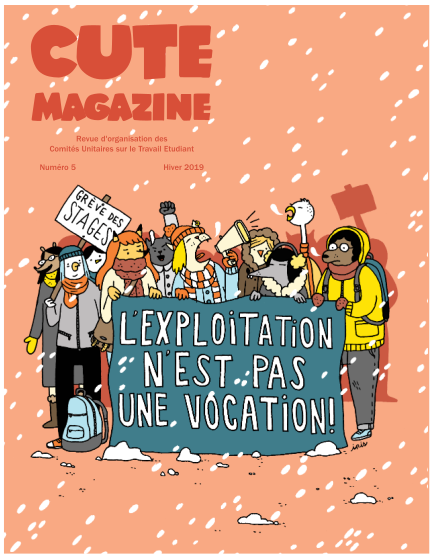 CUTE
MAGAZINE
Revue d'organisation des
Comités Unitaires sur le Travail Etudiant
Numéro 5 Hiver 2019
GRÈVE DES
STAGES
L'EXPLOITATION
N'EST PAS
UNE VOCATION!